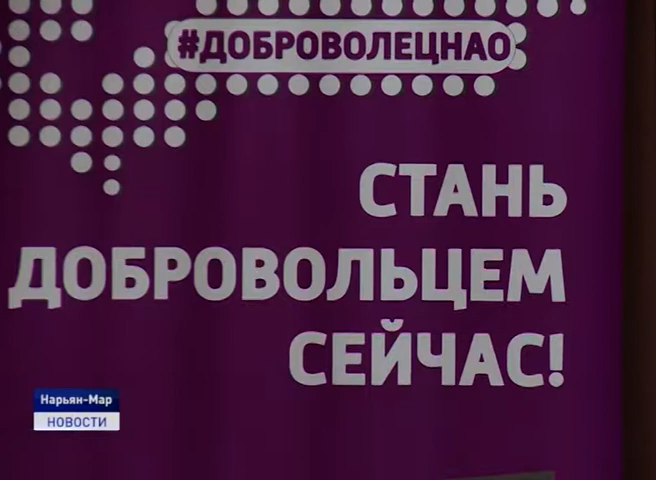 #ДОБРОВОЛЕЦНАО
СТАНЬ
ДОБРОВОЛЬЦЕМ
СЕЙЧАС!
Нарьян-Мар
НОВОСТИ